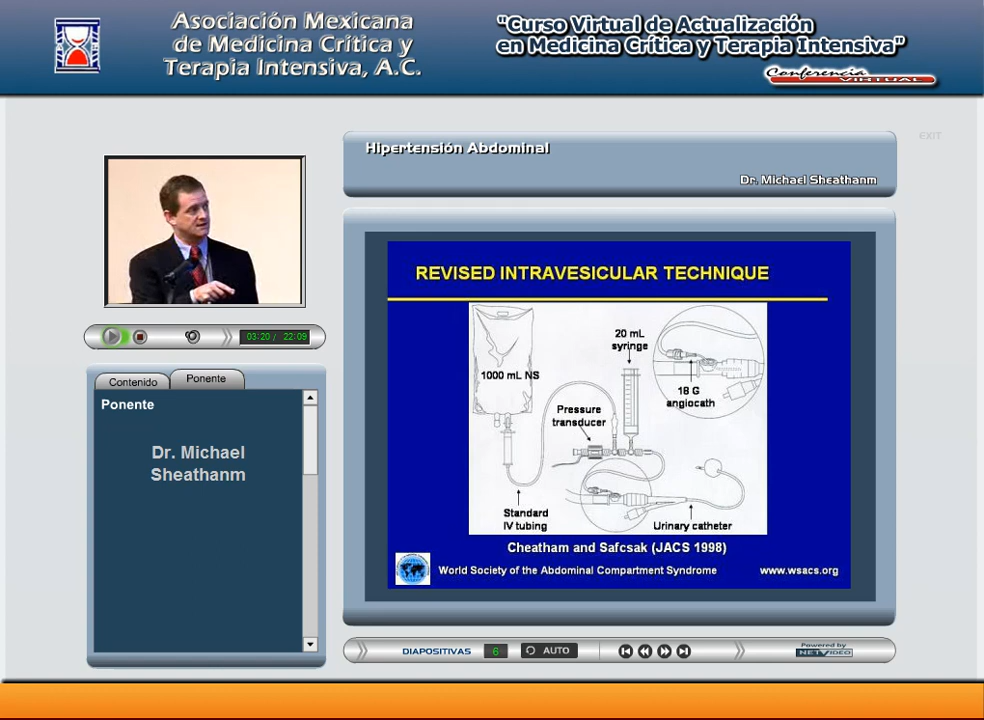 Asociación Mexicana
de Medicina Crítica y
Terapia Intensiva, A.C.
"Curso Virtual de Actualización
en Medicina Crítica y Terapia Intensiva"
Conferencia
VIRTUAL
EXIT
Hipertensión Abdominal
Dr. Michael Sheathanm
03:20 / 22:09
Contenido
Ponente
Ponente
Dr. Michael
Sheathanm
REVISED INTRAVESICULAR TECHNIQUE
20 mL
syringe
1000 mL NS
18 G
angiocath
Pressure
transducer
Standard
IV tubing
Urinary catheter
Cheatham and Safcsak (JACS 1998)
World Society of the Abdominal Compartment Syndrome
www.wsacs.org
DIAPOSITIVAS
6
AUTO
Powered by
NETVIDEO